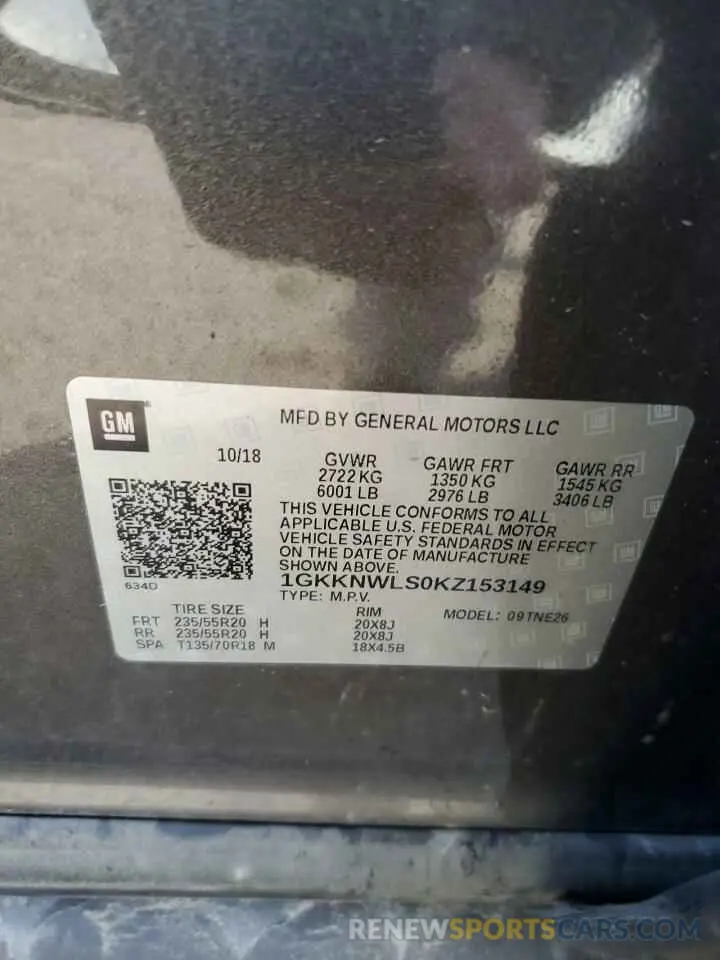 GM
MFD BY GENERAL MOTORS LLC
10/18
GVWR GAWR FRT GAWR RR
2722 KG 1350 KG 1545 KG
6001 LB 2976 LB 3406 LB
THIS VEHICLE CONFORMS TO ALL
APPLICABLE U.S. FEDERAL MOTOR
VEHICLE SAFETY STANDARDS IN EFFECT
ON THE DATE OF MANUFACTURE
SHOWN ABOVE.
634D
1GKKNWLS0KZ153149
TYPE: M.P.V. MODEL: 09TNE26
TIRE SIZE RIM
FRT 235/55R20 H 20X8J
RR 235/55R20 H 20X8J
SPA T135/70R18 M 18X4.5B
RENEWSPORTSCARS.COM